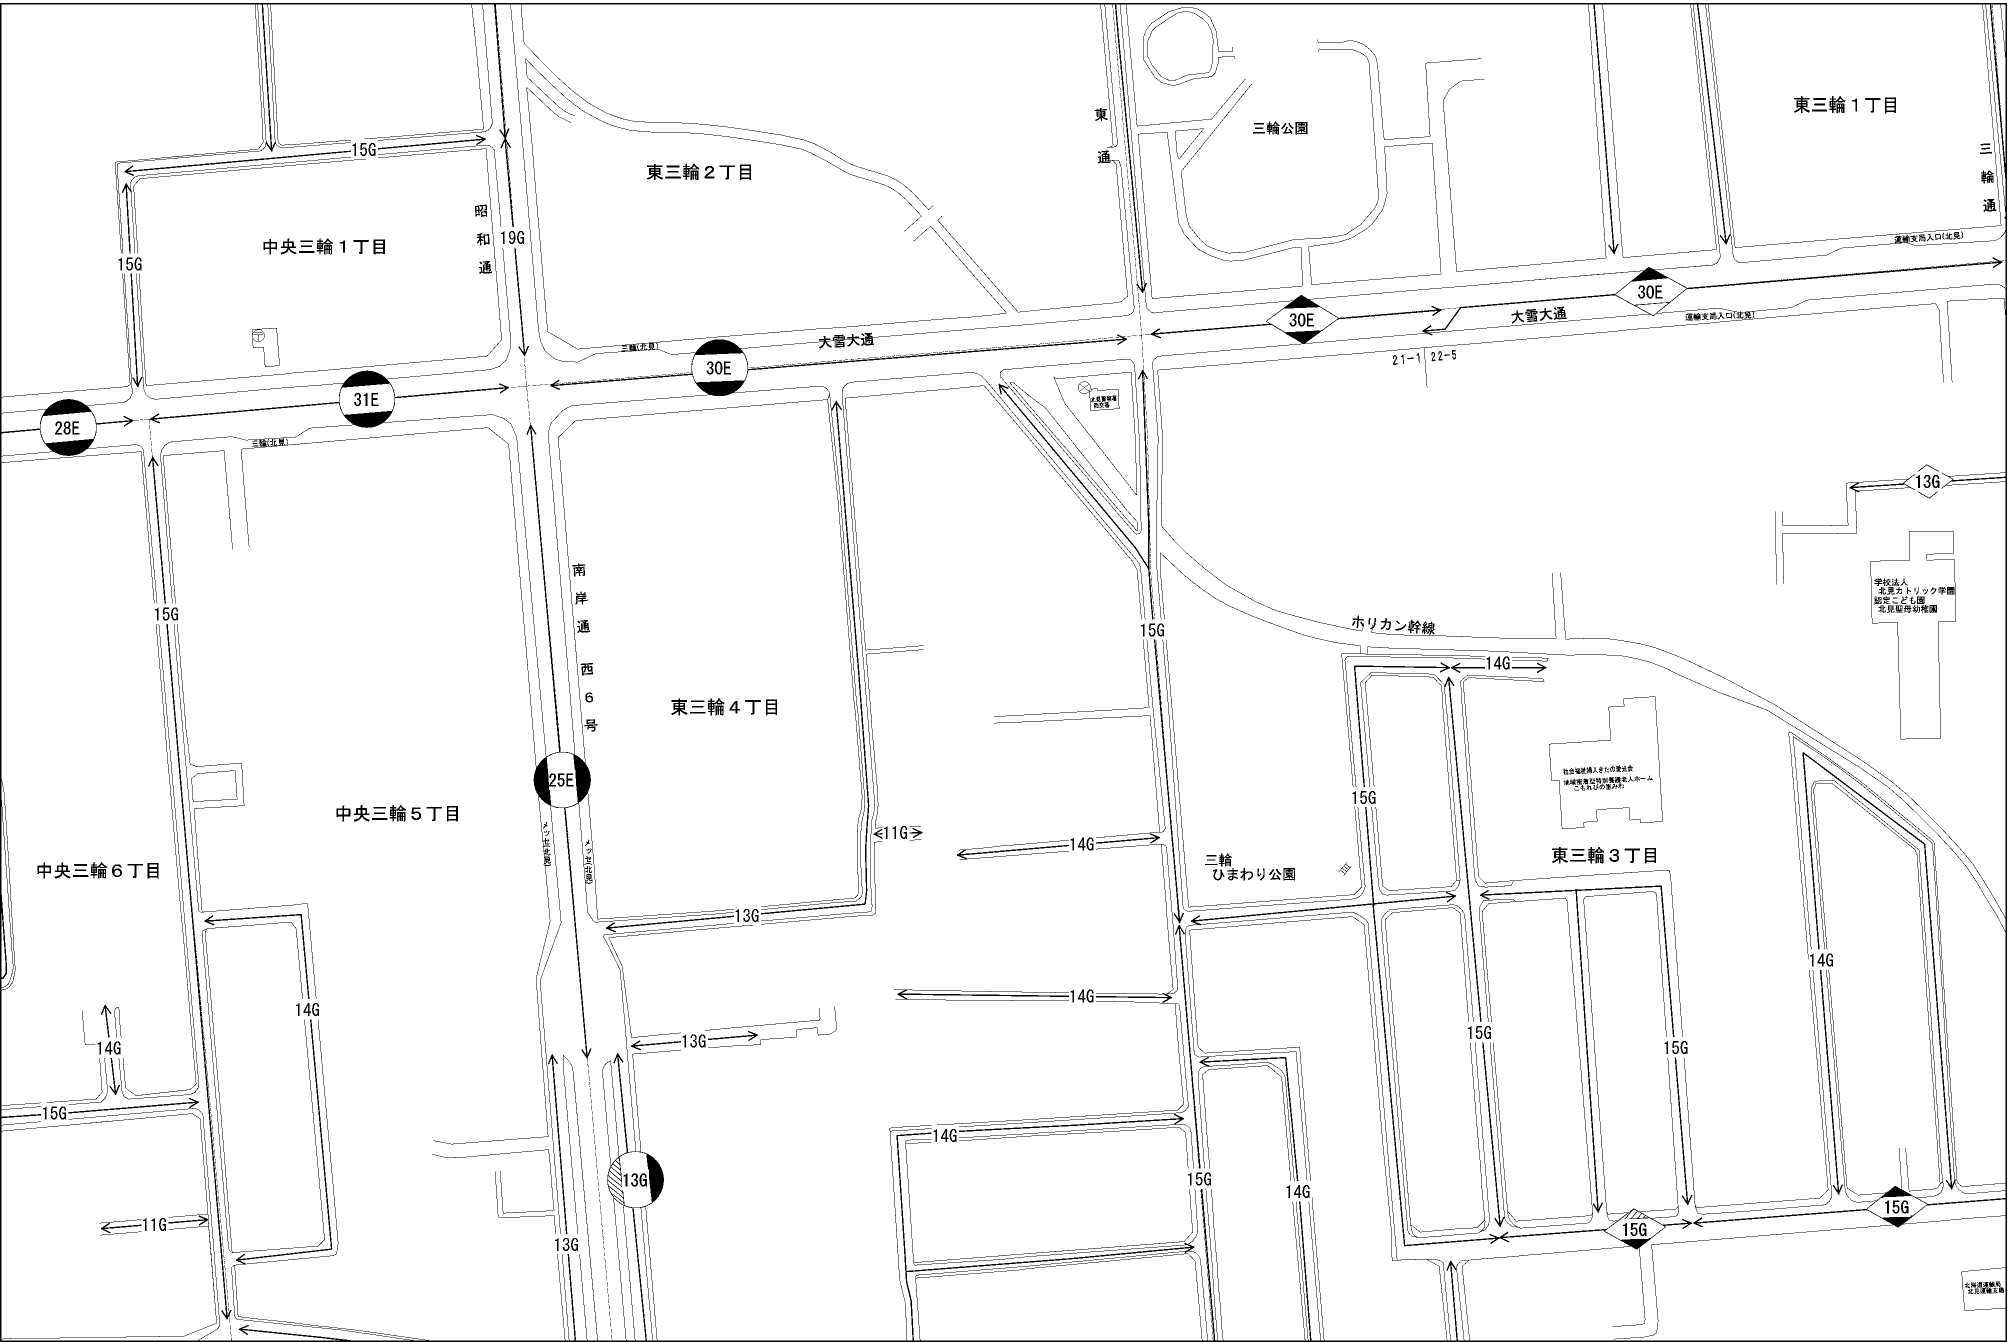 東三輪１丁目
東通
三輪公園
15G
三輪通
東三輪２丁目
昭和通
19G
中央三輪１丁目
運輸支局入口(北見)
15G
30E
30E
大雪大通
運輸支局入口(北見)
大雪大通
三輪(北見)
21-1
22-5
30E
31E
28E
三輪(北見)
13G
南岸通 西６号
学校法人
北見カトリック学園
認定こども園
北見聖母幼稚園
15G
15G
ホリカン幹線
14G
東三輪４丁目
25E
15G
中央三輪５丁目
11G
14G
三輪
ひまわり公園
東三輪３丁目
中央三輪６丁目
13G
14G
14G
14G
15G
15G
13G
14G
15G
14G
13G
15G
14G
15G
15G
11G
13G